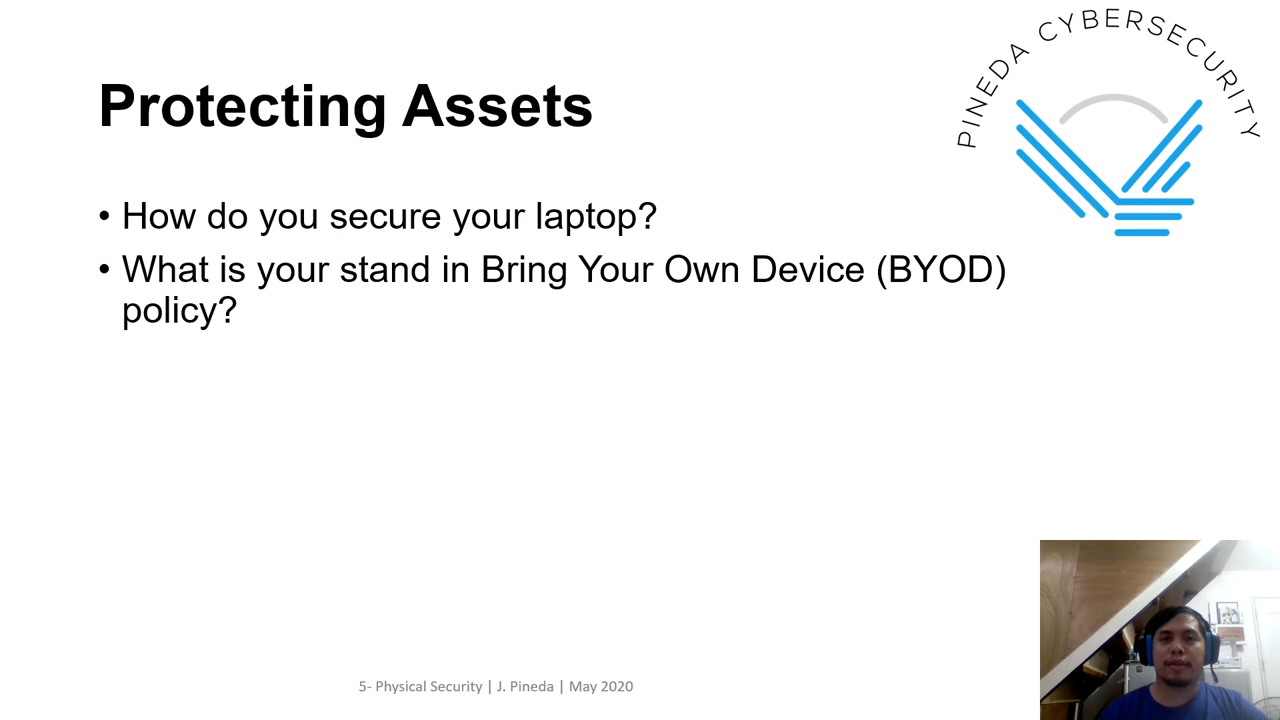 PINEDA CYBERSECURITY
Protecting Assets
• How do you secure your laptop?
• What is your stand in Bring Your Own Device (BYOD)
policy?
5- Physical Security | J. Pineda | May 2020